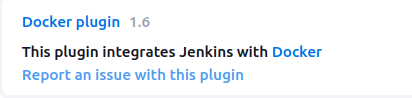 Docker plugin 1.6
This plugin integrates Jenkins with Docker
Report an issue with this plugin